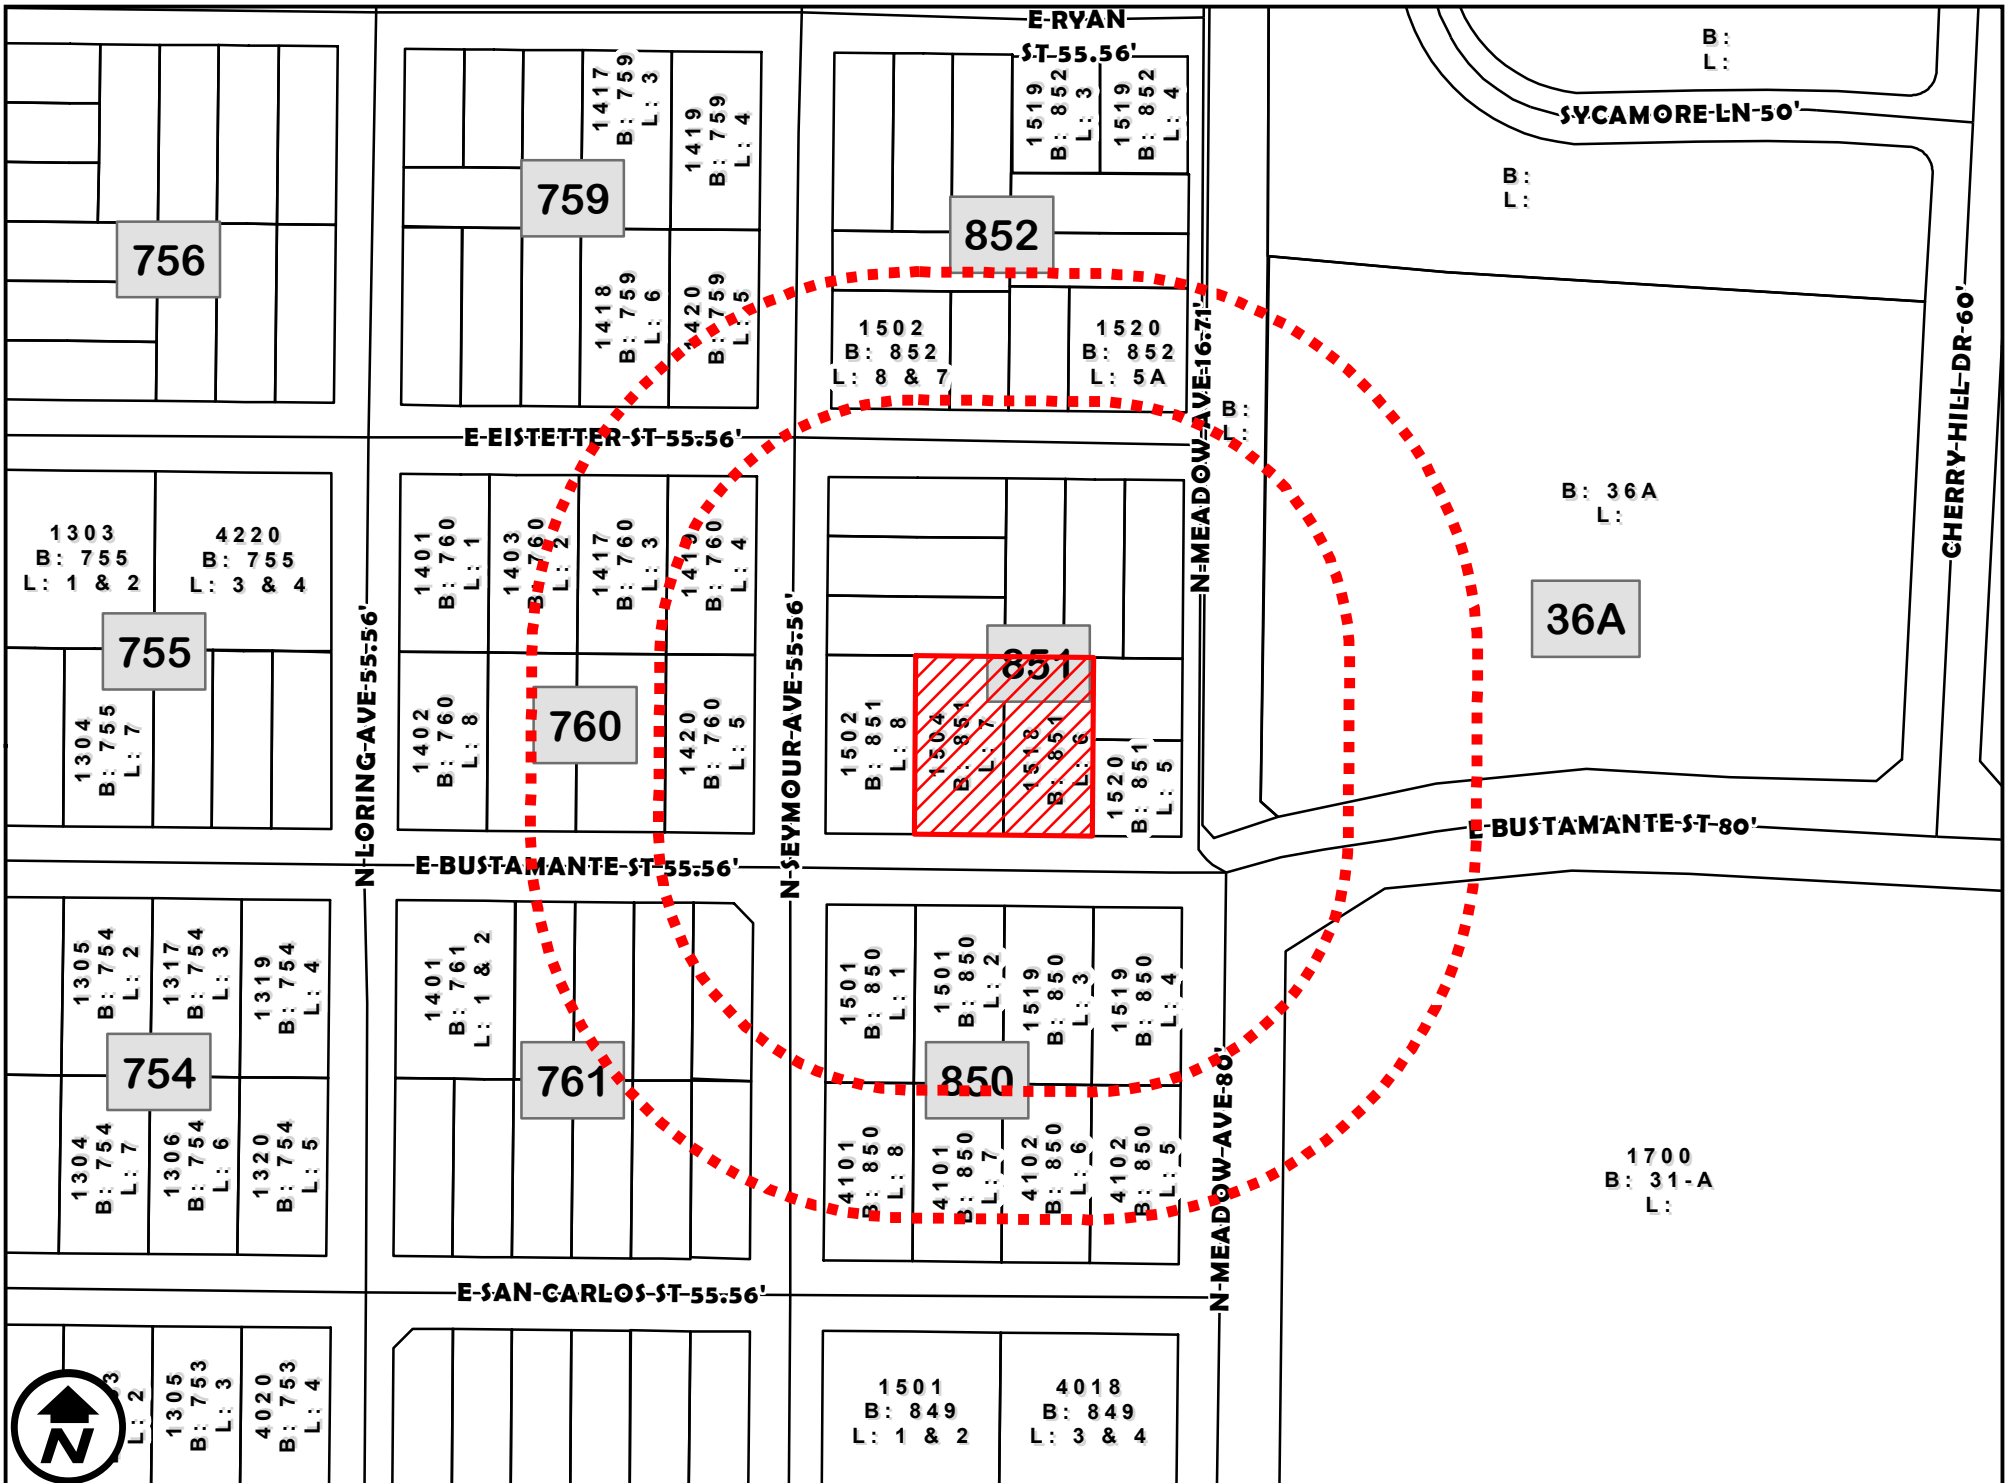 E RYAN
ST 55.56'
B:
L:
SYCAMORE LN 50'
B:
L:
1417
B: 759
L: 3
1419
B: 759
L: 4
759
1418
B: 759
L: 6
1420
B: 759
L: 5
756
1519
B: 852
L: 3
1519
B: 852
L: 4
852
1502
B: 852
L: 8 & 7
1520
B: 852
L: 5A
N MEADOW AVE 16.71'
B:
L:
CHERRY HILL DR 60'
E EISTETTER ST 55.56'
B: 36A
L:
36A
1303
B: 755
L: 1 & 2
4220
B: 755
L: 3 & 4
755
1304
B: 755
L: 7
N LORING AVE 55.56'
1401
B: 760
L: 1
1403
B: 760
L: 2
1417
B: 760
L: 3
1419
B: 760
L: 4
1402
B: 760
L: 8
760
1420
B: 760
L: 5
N SEYMOUR AVE 55.56'
851
1502
B: 851
L: 8
1504
B: 851
L: 7
1518
B: 851
L: 6
1520
B: 851
L: 5
E BUSTAMANTE ST 80'
E BUSTAMANTE ST 55.56'
1305
B: 754
L: 2
1317
B: 754
L: 3
1319
B: 754
L: 4
754
1304
B: 754
L: 7
1306
B: 754
L: 6
1320
B: 754
L: 5
1401
B: 761
L: 1 & 2
761
1501
B: 850
L: 1
1501
B: 850
L: 2
1519
B: 850
L: 3
1519
B: 850
L: 4
850
4101
B: 850
L: 8
4101
B: 850
L: 7
4102
B: 850
L: 6
4102
B: 850
L: 5
N MEADOW AVE 80'
1700
B: 31-A
L:
E SAN CARLOS ST 55.56'
L: 2
1305
B: 753
L: 3
4020
B: 753
L: 4
1501
B: 849
L: 1 & 2
4018
B: 849
L: 3 & 4
N